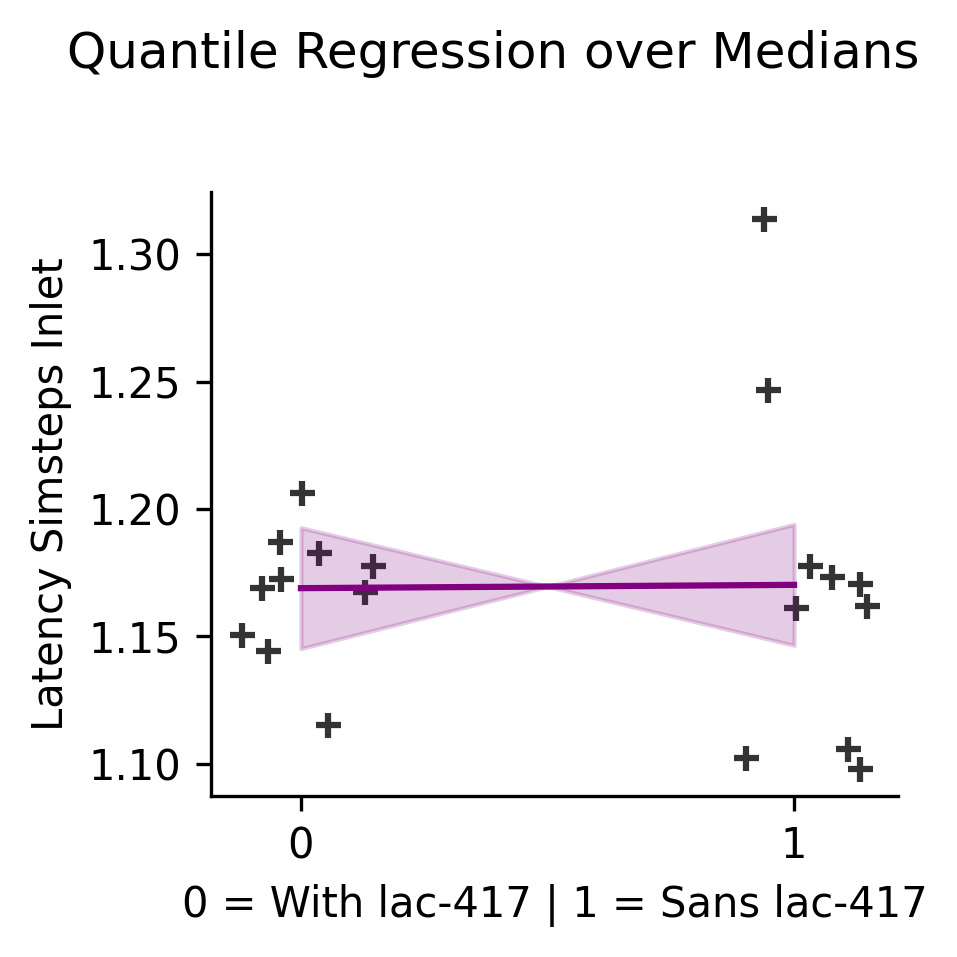 Quantile Regression over Medians
Latency Simsteps Inlet
1.30
1.25
1.20
1.15
1.10
0
1
0 = With lac-417 | 1 = Sans lac-417